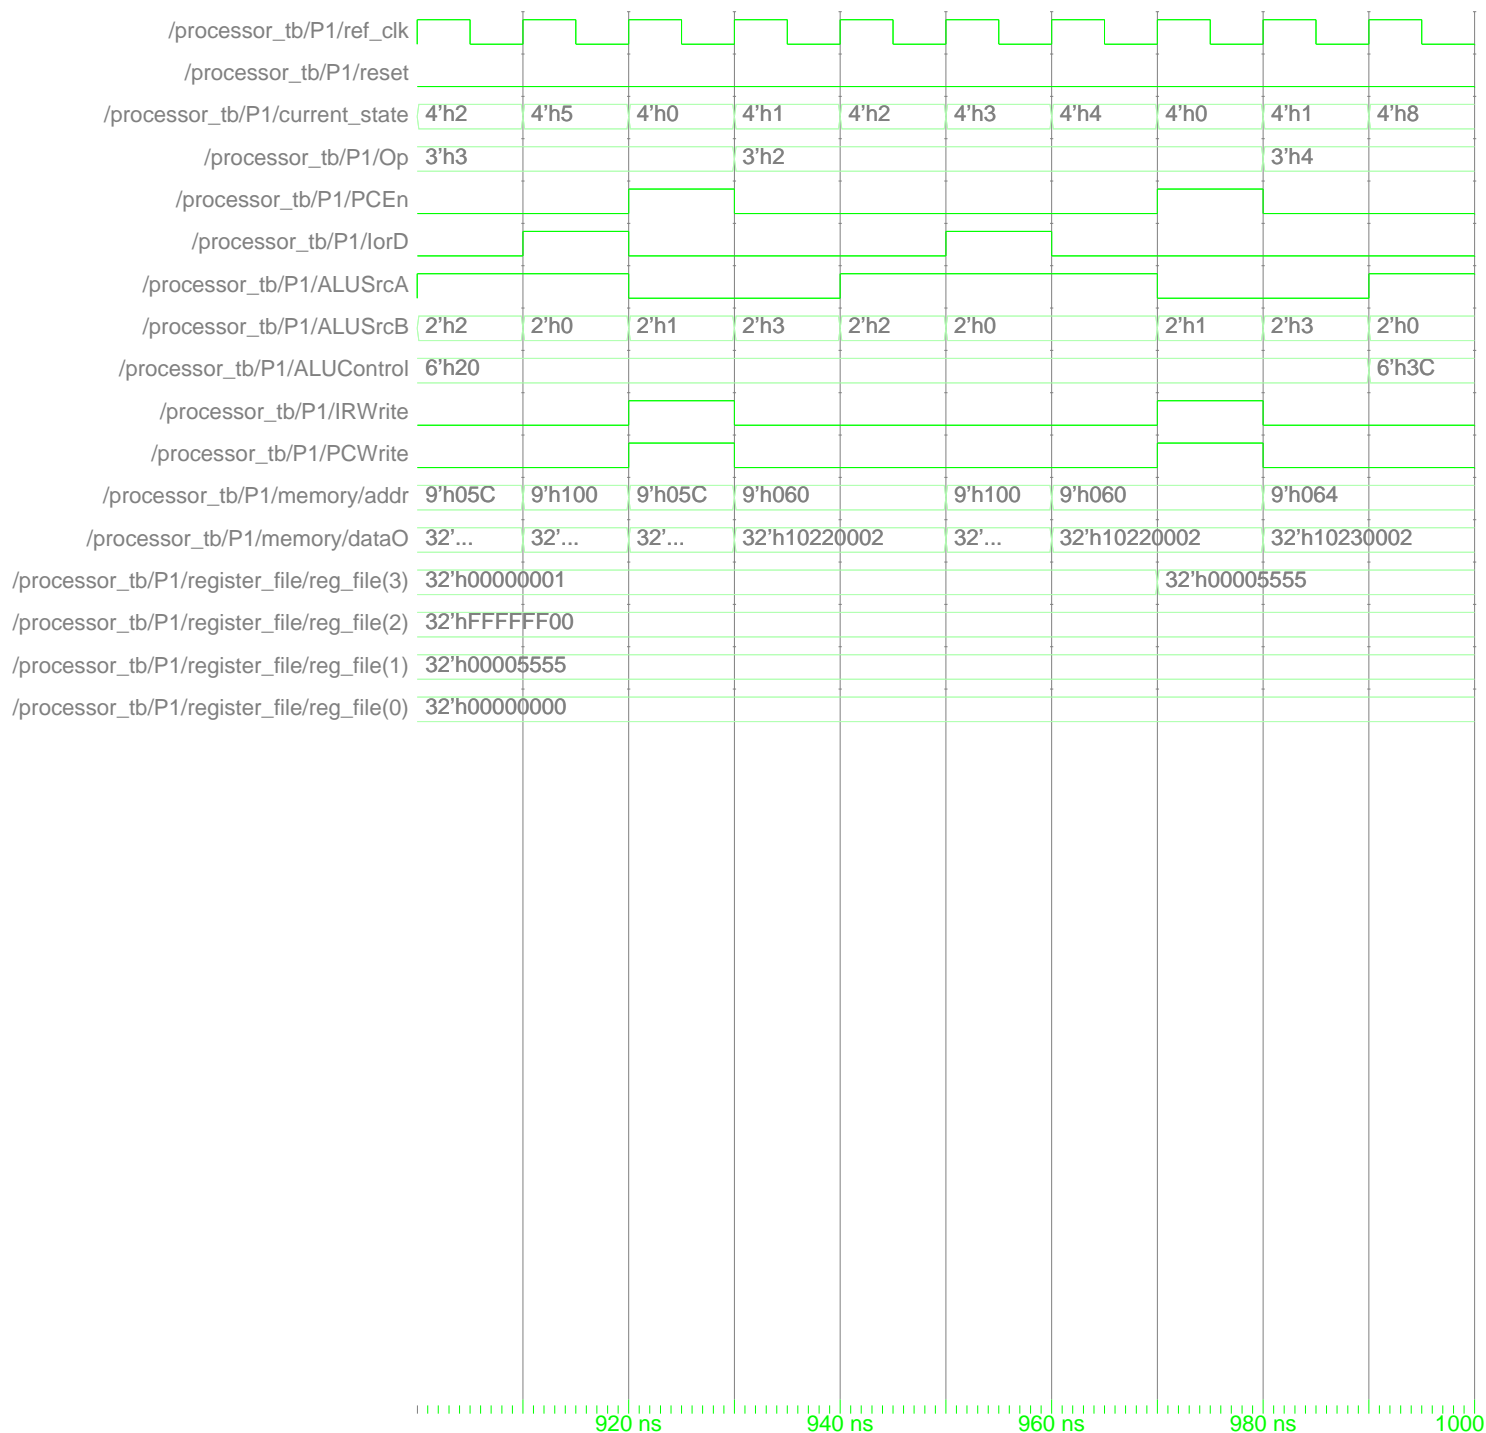 /processor_tb/P1/ref_clk
/processor_tb/P1/reset
/processor_tb/P1/current_state 4'h2 4'h5 4'h0 4'h1 4'h2 4'h3 4'h4 4'h0 4'h1 4'h8
/processor_tb/P1/Op 3'h3 3'h2 3'h4
/processor_tb/P1/PCEn
/processor_tb/P1/IorD
/processor_tb/P1/ALUSrcA
/processor_tb/P1/ALUSrcB 2'h2 2'h0 2'h1 2'h3 2'h2 2'h0 2'h1 2'h3 2'h0
/processor_tb/P1/ALUControl 6'h20 6'h3C
/processor_tb/P1/IRWrite
/processor_tb/P1/PCWrite
/processor_tb/P1/memory/addr 9'h05C 9'h100 9'h05C 9'h060 9'h100 9'h060 9'h064
/processor_tb/P1/memory/dataO 32'... 32'... 32'... 32'h10220002 32'... 32'h10220002 32'h10230002
/processor_tb/P1/register_file/reg_file(3) 32'h00000001 32'h00005555
/processor_tb/P1/register_file/reg_file(2) 32'hFFFFFF00
/processor_tb/P1/register_file/reg_file(1) 32'h00005555
/processor_tb/P1/register_file/reg_file(0) 32'h00000000
920 ns 940 ns 960 ns 980 ns 1000